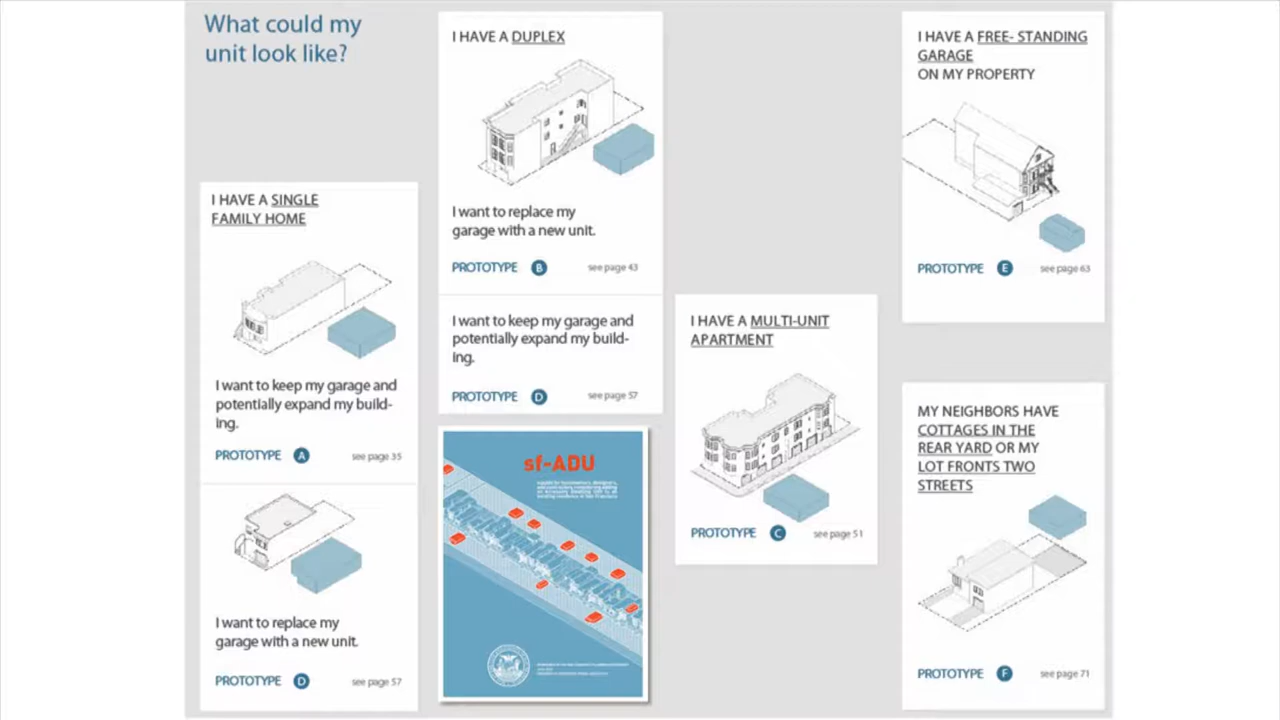 What could my
unit look like?
I HAVE A SINGLE
FAMILY HOME
I want to keep my garage and
potentially expand my build-
ing.
PROTOTYPE A see page 35
I want to replace my
garage with a new unit.
PROTOTYPE D see page 57
I HAVE A DUPLEX
I want to replace my
garage with a new unit.
PROTOTYPE B see page 43
I want to keep my garage and
potentially expand my build-
ing.
PROTOTYPE D see page 57
sf-ADU
I HAVE A MULTI-UNIT
APARTMENT
PROTOTYPE C see page 51
I HAVE A FREE- STANDING
GARAGE
ON MY PROPERTY
PROTOTYPE E see page 63
MY NEIGHBORS HAVE
COTTAGES IN THE
REAR YARD OR MY
LOT FRONTS TWO
STREETS
PROTOTYPE F see page 71